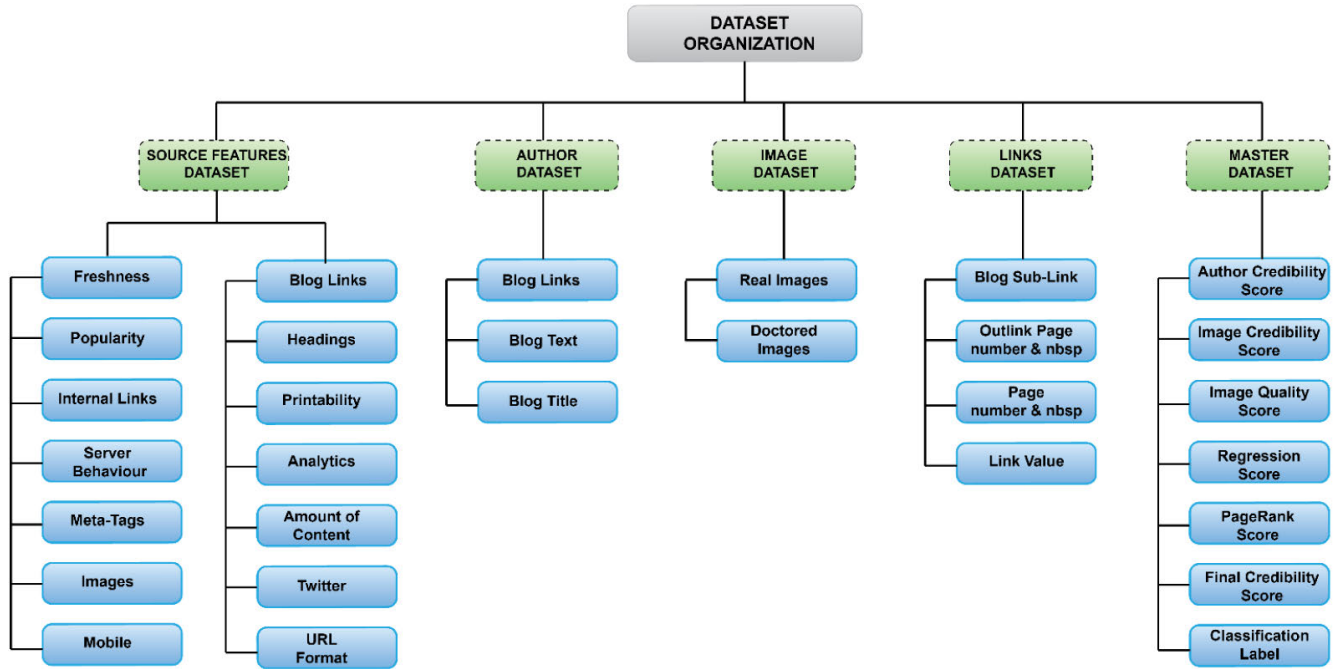 DATASET
ORGANIZATION
SOURCE FEATURES
DATASET
AUTHOR
DATASET
IMAGE
DATASET
LINKS
DATASET
MASTER
DATASET
Freshness
Popularity
Internal Links
Server
Behaviour
Meta-Tags
Images
Mobile
Blog Links
Headings
Printability
Analytics
Amount of
Content
Twitter
URL
Format
Blog Links
Blog Text
Blog Title
Real Images
Doctored
Images
Blog Sub-Link
Outlink Page
number & nbsp
Page
number & nbsp
Link Value
Author Credibility
Score
Image Credibility
Score
Image Quality
Score
Regression
Score
PageRank
Score
Final Credibility
Score
Classification
Label